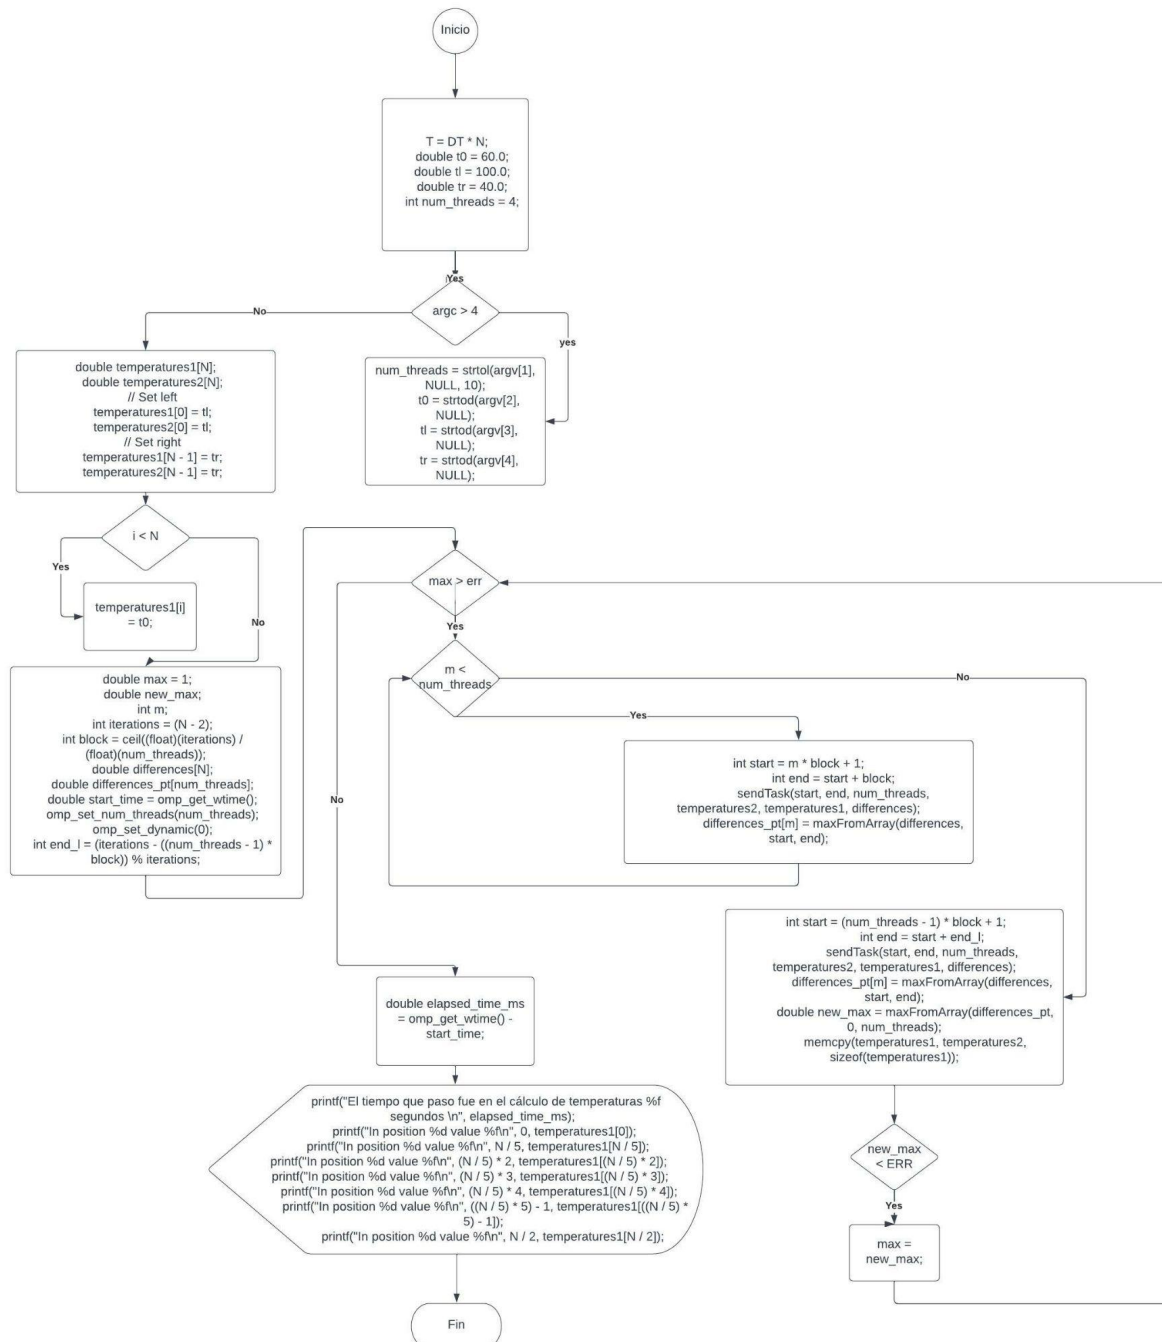 Inicio
T = DT * N;
double t0 = 60.0;
double tl = 100.0;
double tr = 40.0;
int num_threads = 4;
Yes
argc > 4
No
yes
double temperatures1[N];
double temperatures2[N];
// Set left
temperatures1[0] = tl;
temperatures2[0] = tl;
// Set right
temperatures1[N - 1] = tr;
temperatures2[N - 1] = tr;
num_threads = strtol(argv[1],
NULL, 10);
t0 = strtod(argv[2],
NULL);
tl = strtod(argv[3],
NULL);
tr = strtod(argv[4],
NULL);
i < N
Yes
temperatures1[i]
= t0;
No
double max = 1;
double new_max;
int m;
int iterations = (N - 2);
int block = ceil((float)(iterations) /
(float)(num_threads));
double differences[N];
double differences_pt[num_threads];
double start_time = omp_get_wtime();
omp_set_num_threads(num_threads);
omp_set_dynamic(0);
int end_l = (iterations - ((num_threads - 1) *
block)) % iterations;
max > err
Yes
No
m <
num_threads
No
Yes
int start = m * block + 1;
int end = start + block;
sendTask(start, end, num_threads,
temperatures2, temperatures1, differences);
differences_pt[m] = maxFromArray(differences,
start, end);
int start = (num_threads - 1) * block + 1;
int end = start + end_l;
sendTask(start, end, num_threads,
temperatures2, temperatures1, differences);
differences_pt[m] = maxFromArray(differences,
start, end);
double new_max = maxFromArray(differences_pt,
0, num_threads);
memcpy(temperatures1, temperatures2,
sizeof(temperatures1));
new_max
< ERR
Yes
max =
new_max;
double elapsed_time_ms
= omp_get_wtime() -
start_time;
printf("El tiempo que paso fue en el cálculo de temperaturas %f
segundos \n", elapsed_time_ms);
printf("In position %d value %f\n", 0, temperatures1[0]);
printf("In position %d value %f\n", N / 5, temperatures1[N / 5]);
printf("In position %d value %f\n", (N / 5) * 2, temperatures1[(N / 5) * 2]);
printf("In position %d value %f\n", (N / 5) * 3, temperatures1[(N / 5) * 3]);
printf("In position %d value %f\n", (N / 5) * 4, temperatures1[(N / 5) * 4]);
printf("In position %d value %f\n", ((N / 5) * 5) - 1, temperatures1[((N / 5) *
5) - 1]);
printf("In position %d value %f\n", N / 2, temperatures1[N / 2]);
Fin